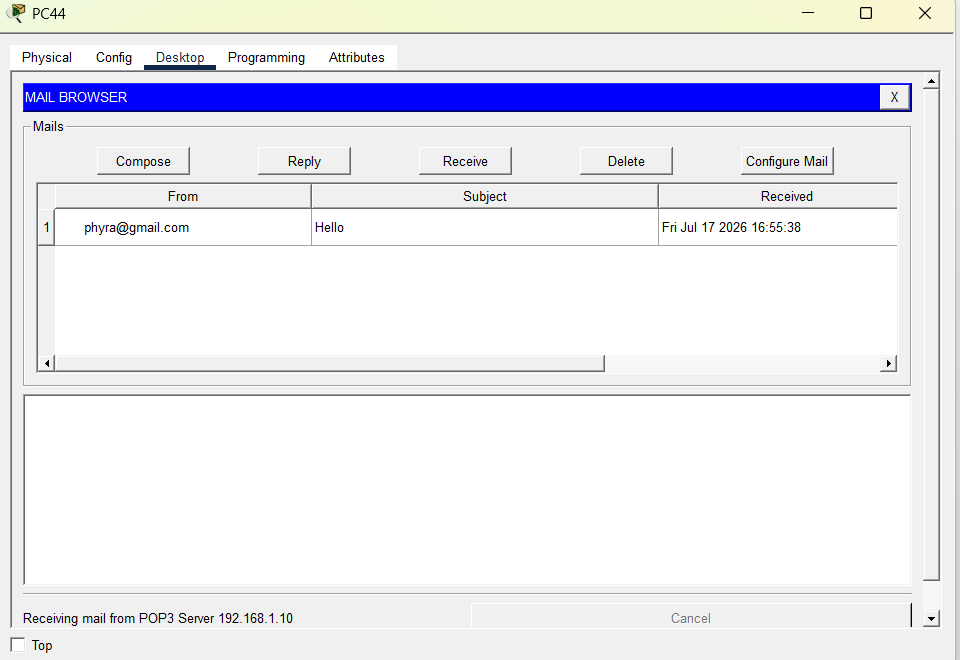 PC44
Physical Config Desktop Programming Attributes
MAIL BROWSER X
Mails
Compose Reply Receive Delete Configure Mail
From Subject Received
1 phyra@gmail.com Hello Fri Jul 17 2026 16:55:38
Receiving mail from POP3 Server 192.168.1.10 Cancel
Top